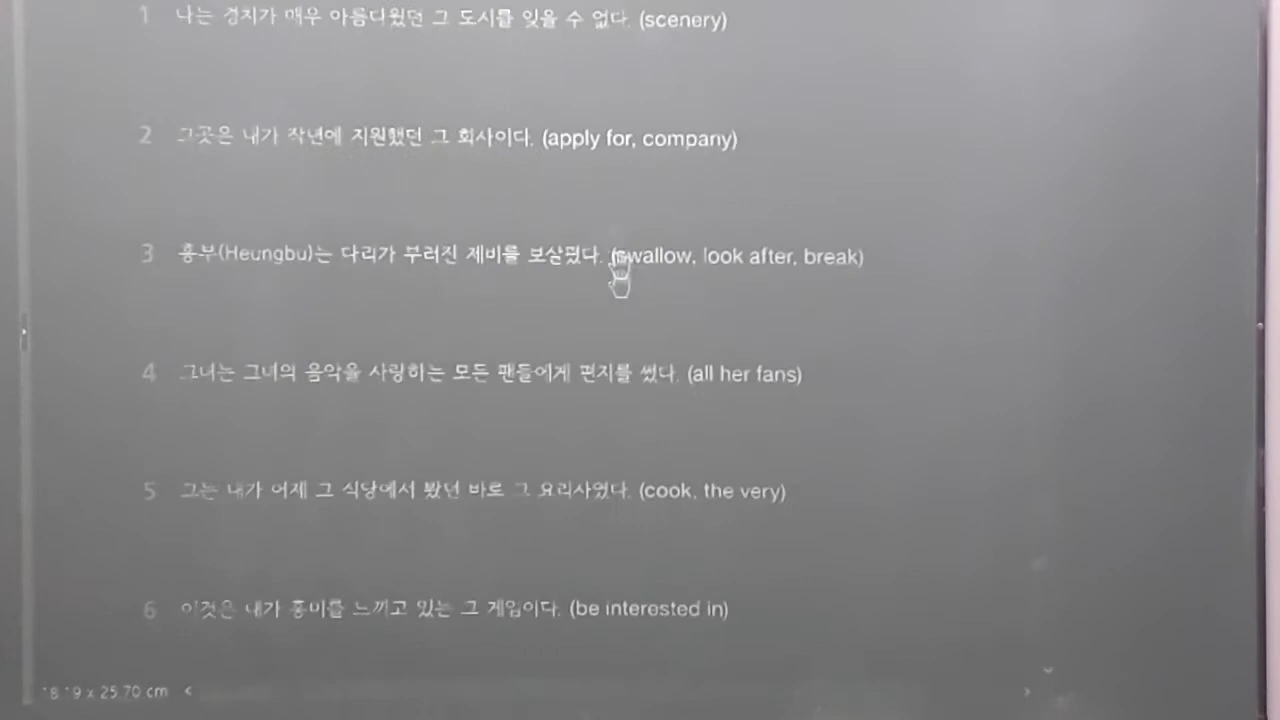 1 나는 경치가 매우 아름다웠던 그 도시를 잊을 수 없다. (scenery)
2 그곳은 내가 작년에 지원했던 그 회사이다. (apply for, company)
3 흥부(Heungbu)는 다리가 부러진 제비를 보살폈다. (swallow, look after, break)
4 그녀는 그녀의 음악을 사랑하는 모든 팬들에게 편지를 썼다. (all her fans)
5 그는 내가 어제 그 식당에서 봤던 바로 그 요리사였다. (cook, the very)
6 이것은 내가 흥미를 느끼고 있는 그 게임이다. (be interested in)
18.19 x 25.70 cm